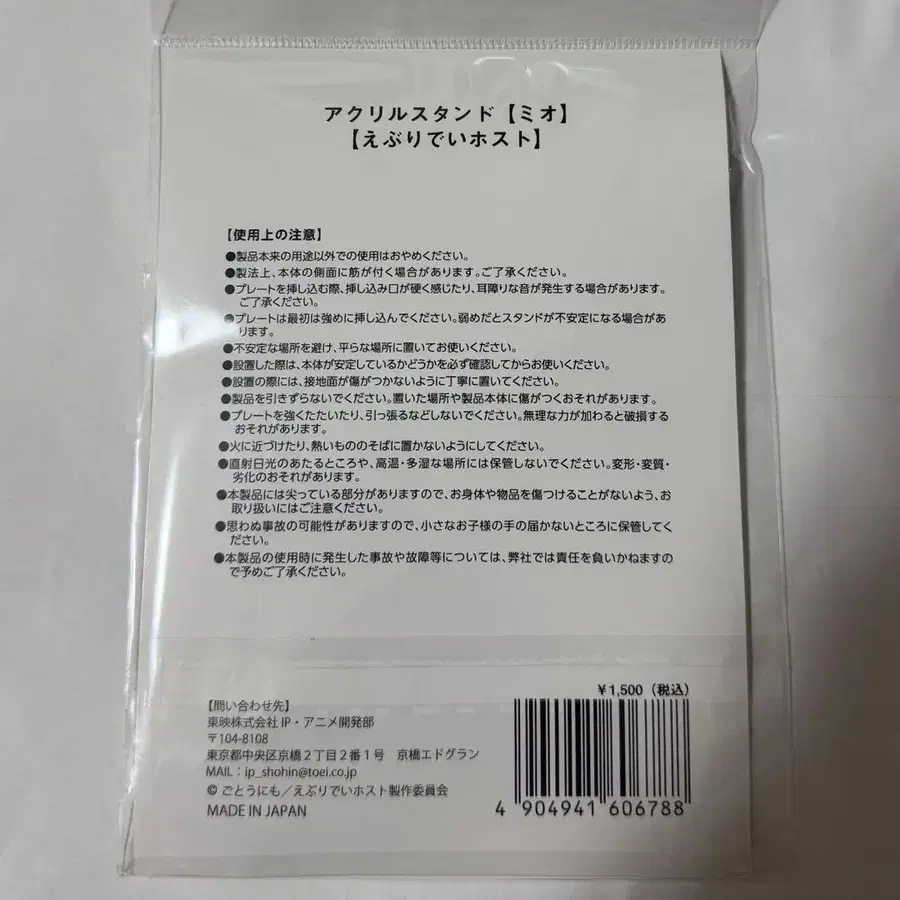 アクリルスタンド【ミオ】
【えぶりでいホスト】
【使用上の注意】
●製品本来の用途以外での使用はおやめください。
●製法上、本体の側面に筋が付く場合があります。ご了承ください。
●プレートを挿し込む際、挿し込み口が硬く感じたり、耳障りな音が発生する場合があります。
ご了承ください。
●プレートは最初は強めに挿し込んでください。弱めだとスタンドが不安定になる場合があ
ります。
●不安定な場所を避け、平らな場所に置いてお使いください。
●設置した際は、本体が安定しているかどうかを必ず確認してからお使いください。
●設置の際には、接地面が傷がつかないように丁寧に置いてください。
●製品を引きずらないでください。置いた場所や製品本体に傷がつくおそれがあります。
●プレートを強くたたいたり、引っ張るなどしないでください。無理な力が加わると破損する
おそれがあります。
●火に近づけたり、熱いもののそばに置かないようにしてください。
●直射日光のあたるところや、高温・多湿な場所には保管しないでください。変形・変質・
劣化のおそれがあります。
●本製品には尖っている部分がありますので、お身体や物品を傷つけることがないよう、お
取り扱いにはご注意ください。
●思わぬ事故の可能性がありますので、小さなお子様の手の届かないところに保管してく
ださい。
●本製品の使用時に発生した事故や故障等については、弊社では責任を負いかねますの
で予めご了承ください。
¥1,500（税込）
【問い合わせ先】
東映株式会社 IP・アニメ開発部
〒104-8108
東京都中央区京橋２丁目２番１号　京橋エドグラン
MAIL：ip_shohin@toei.co.jp
© ごとうにも／えぶりでいホスト製作委員会
MADE IN JAPAN
4 904941 606788